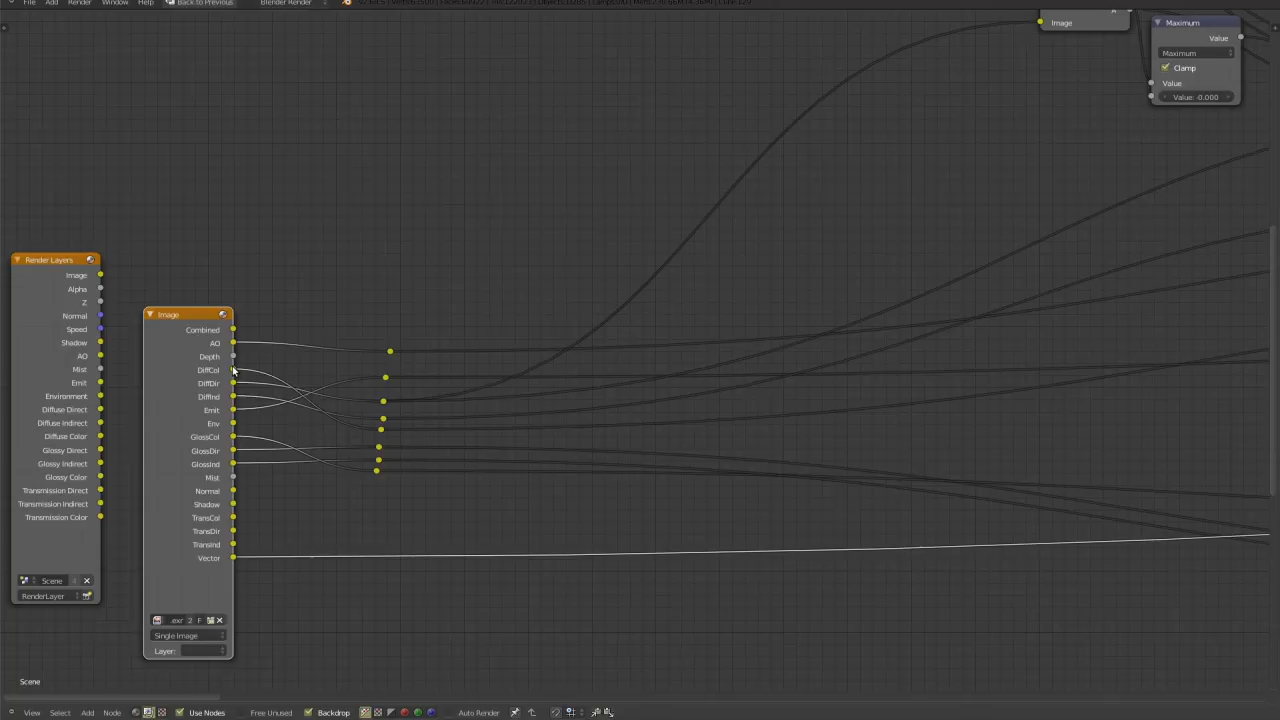 File Add Render Window Help Back to Previous Blender Render
Image
Maximum
Value
Maximum
Clamp
Value
Value: -0.000
Render Layers
Image
Alpha
Z
Normal
Speed
Shadow
AO
Mist
Emit
Environment
Diffuse Direct
Diffuse Indirect
Diffuse Color
Glossy Direct
Glossy Indirect
Glossy Color
Transmission Direct
Transmission Indirect
Transmission Color
Scene 4
RenderLayer
Image
Combined
AO
Depth
DiffCol
DiffDir
DiffInd
Emit
Env
GlossCol
GlossDir
GlossInd
Mist
Normal
Shadow
TransCol
TransDir
TransInd
Vector
.exr 2 F
Single Image
Layer:
Scene
View Select Add Node Use Nodes Free Unused Backdrop Auto Render